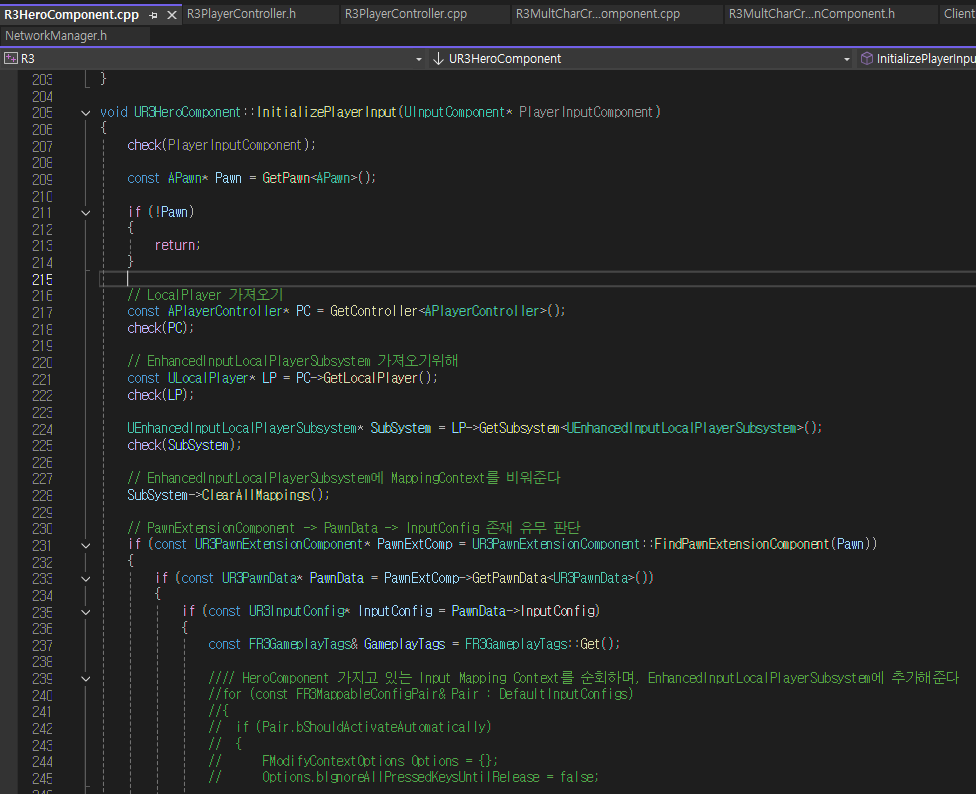 R3HeroComponent.cpp R3PlayerController.h R3PlayerController.cpp R3MultCharCr...omponent.cpp R3MultCharCr...nComponent.h Client
NetworkManager.h
R3 UR3HeroComponent InitializePlayerInpu
203 }
204
205 void UR3HeroComponent::InitializePlayerInput(UInputComponent* PlayerInputComponent)
206 {
207 check(PlayerInputComponent);
208
209 const APawn* Pawn = GetPawn<APawn>();
210
211 if (!Pawn)
212 {
213 return;
214 }
215
216 // LocalPlayer 가져오기
217 const APlayerController* PC = GetController<APlayerController>();
218 check(PC);
219
220 // EnhancedInputLocalPlayerSubsystem 가져오기위해
221 const ULocalPlayer* LP = PC->GetLocalPlayer();
222 check(LP);
223
224 UEnhancedInputLocalPlayerSubsystem* SubSystem = LP->GetSubsystem<UEnhancedInputLocalPlayerSubsystem>();
225 check(SubSystem);
226
227 // EnhancedInputLocalPlayerSubsystem에 MappingContext를 비워준다
228 SubSystem->ClearAllMappings();
229
230 // PawnExtensionComponent -> PawnData -> InputConfig 존재 유무 판단
231 if (const UR3PawnExtensionComponent* PawnExtComp = UR3PawnExtensionComponent::FindPawnExtensionComponent(Pawn))
232 {
233 if (const UR3PawnData* PawnData = PawnExtComp->GetPawnData<UR3PawnData>())
234 {
235 if (const UR3InputConfig* InputConfig = PawnData->InputConfig)
236 {
237 const FR3GameplayTags& GameplayTags = FR3GameplayTags::Get();
238
239 //// HeroComponent 가지고 있는 Input Mapping Context를 순회하며, EnhancedInputLocalPlayerSubsystem에 추가해준다
240 //for (const FR3MappableConfigPair& Pair : DefaultInputConfigs)
241 //{
242 // if (Pair.bShouldActivateAutomatically)
243 // {
244 // FModifyContextOptions Options = {};
245 // Options.bIgnoreAllPressedKeysUntilRelease = false;